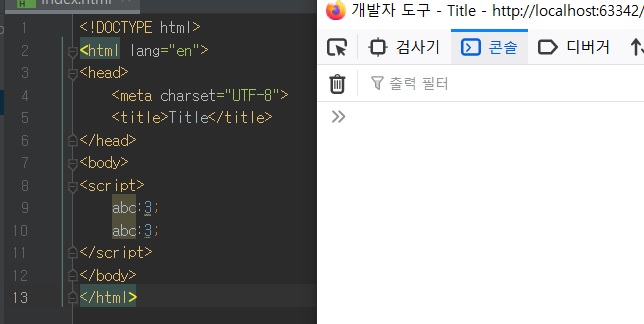 index.html
1 <!DOCTYPE html>
2 <html lang="en">
3 <head>
4 <meta charset="UTF-8">
5 <title>Title</title>
6 </head>
7 <body>
8 <script>
9 abc:3;
10 abc:3;
11 </script>
12 </body>
13 </html>
개발자 도구 - Title - http://localhost:63342/
검사기 콘솔 디버거
출력 필터